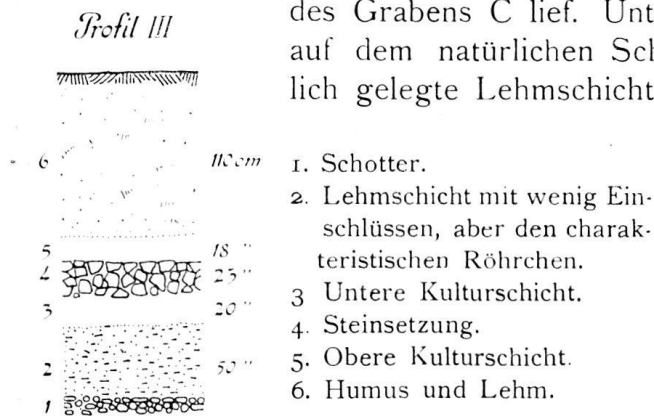 Profil III
des Grabens C lief. Unt
auf dem natürlichen Scl
lich gelegte Lehmschicht
6 110 cm
5 18 "
4 25 "
3 20 "
2 50 "
1
1. Schotter.
2. Lehmschicht mit wenig Ein-
schlüssen, aber den charak-
teristischen Röhrchen.
3 Untere Kulturschicht.
4. Steinsetzung.
5. Obere Kulturschicht.
6. Humus und Lehm.